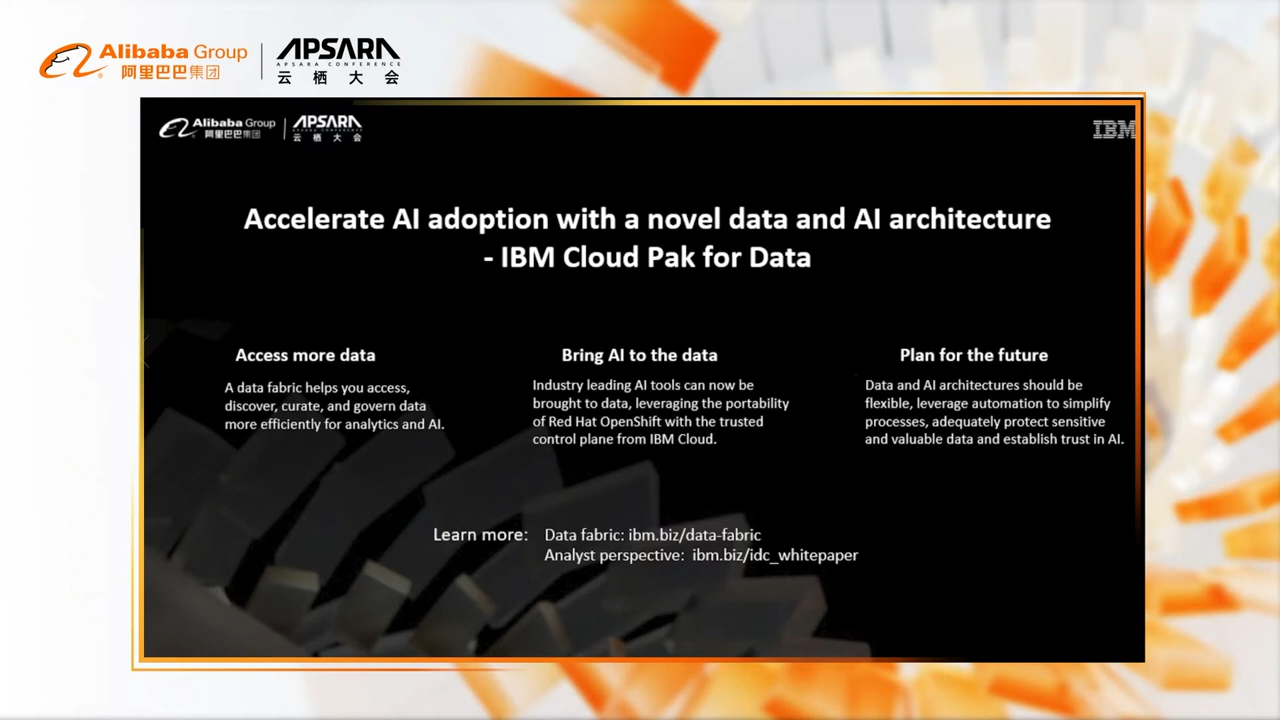 Alibaba Group
阿里巴巴集团
APSARA
APSARA CONFERENCE
云栖大会
Alibaba Group
阿里巴巴集团
APSARA
APSARA CONFERENCE
云栖大会
IBM
Accelerate AI adoption with a novel data and AI architecture
- IBM Cloud Pak for Data
Access more data
A data fabric helps you access,
discover, curate, and govern data
more efficiently for analytics and AI.
Bring AI to the data
Industry leading AI tools can now be
brought to data, leveraging the portability
of Red Hat OpenShift with the trusted
control plane from IBM Cloud.
Plan for the future
Data and AI architectures should be
flexible, leverage automation to simplify
processes, adequately protect sensitive
and valuable data and establish trust in AI.
Learn more: Data fabric: ibm.biz/data-fabric
Analyst perspective: ibm.biz/idc_whitepaper